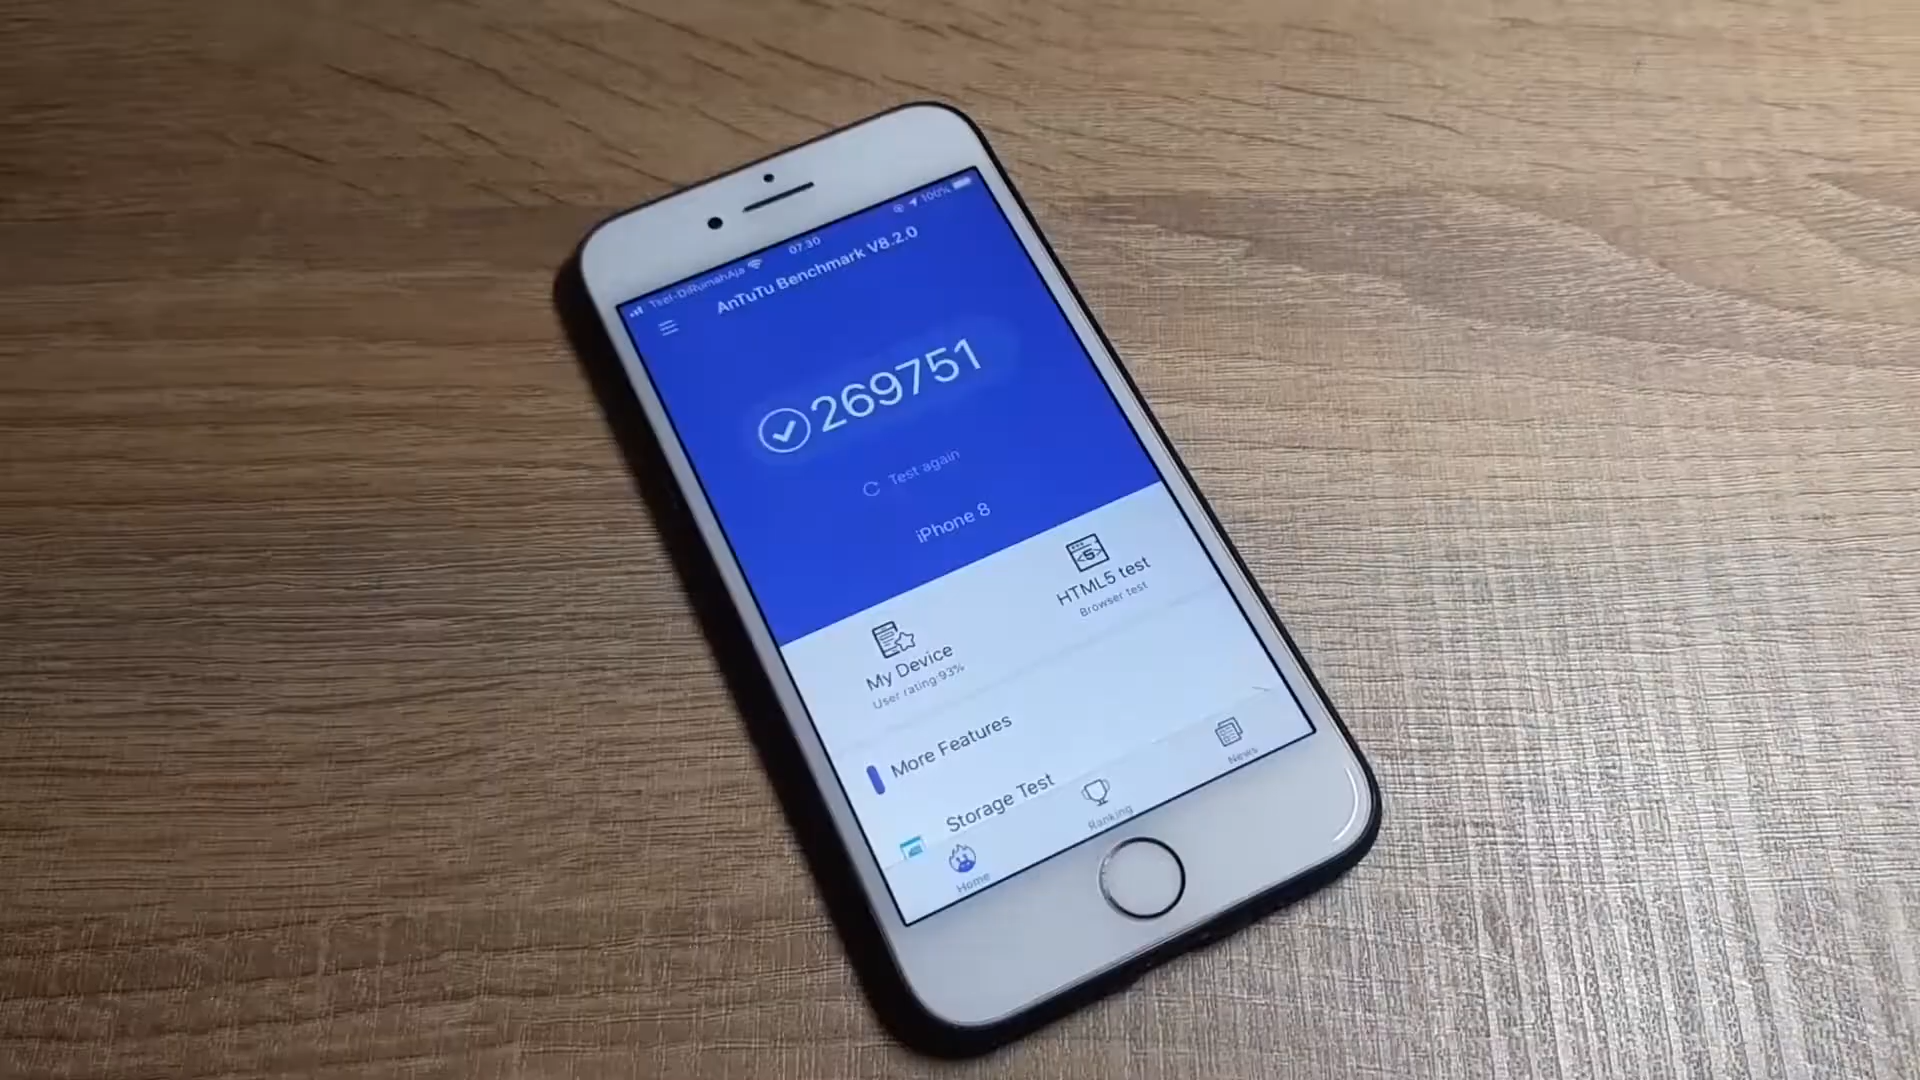 Tsel-DiRumahAja 07.30 100%
AnTuTu Benchmark V8.2.0
269751
Test again
iPhone 8
My Device
User rating:93%
HTML5 test
Browser test
More Features
Storage Test
Home
Ranking
News